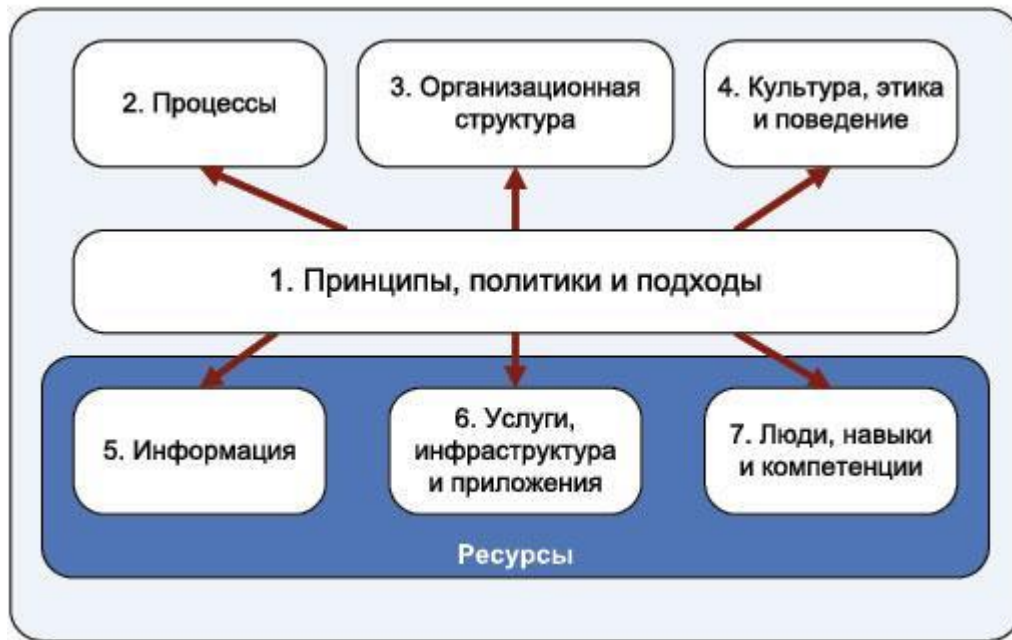 2. Процессы
3. Организационная
структура
4. Культура, этика
и поведение
1. Принципы, политики и подходы
5. Информация
6. Услуги,
инфраструктура
и приложения
7. Люди, навыки
и компетенции
Ресурсы